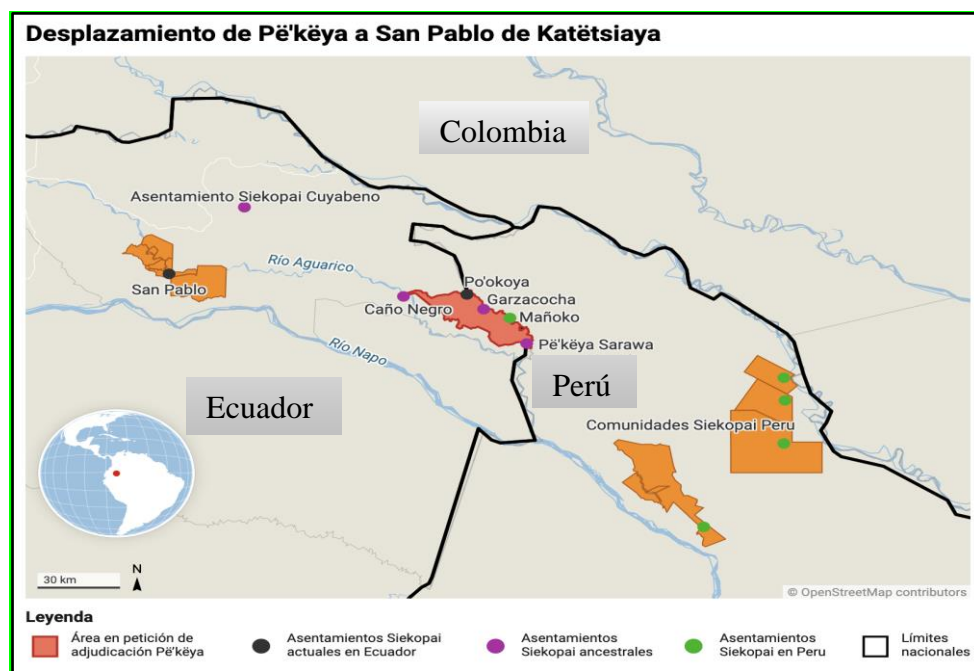 Desplazamiento de Pë'këya a San Pablo de Katëtsiaya
Colombia
Asentamiento Siekopai Cuyabeno
Río Aguarico
San Pablo
Po'okoya
Garzacocha
Caño Negro
Mañoko
Pë'këya Sarawa
Río Napo
Ecuador
Perú
Comunidades Siekopai Peru
30 km
N
© OpenStreetMap contributors
Leyenda
Área en petición de
adjudicación Pë'këya
Asentamientos Siekopai
actuales en Ecuador
Asentamientos
Siekopai ancestrales
Asentamientos
Siekopai en Peru
Límites
nacionales